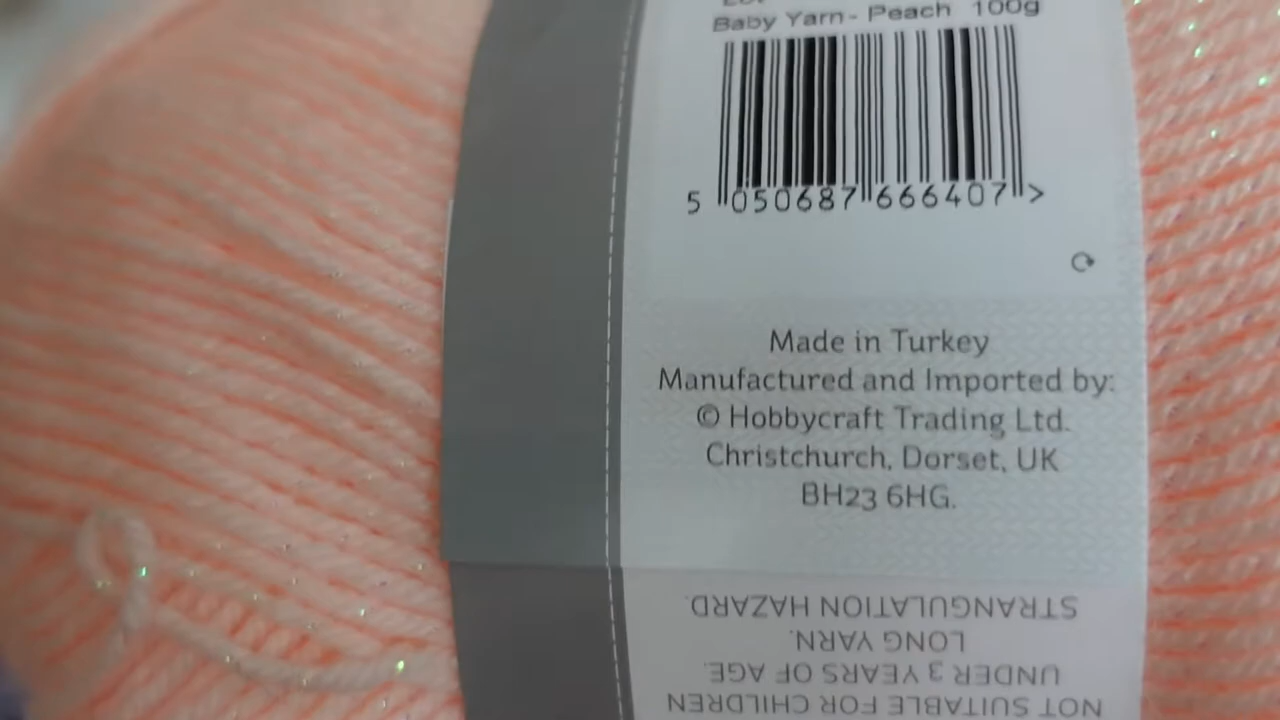 Baby Yarn - Peach 100g
5 050687 666407 >
Made in Turkey
Manufactured and Imported by:
© Hobbycraft Trading Ltd.
Christchurch, Dorset, UK
BH23 6HG.
NOT SUITABLE FOR CHILDREN
UNDER 3 YEARS OF AGE.
LONG YARN.
STRANGULATION HAZARD.